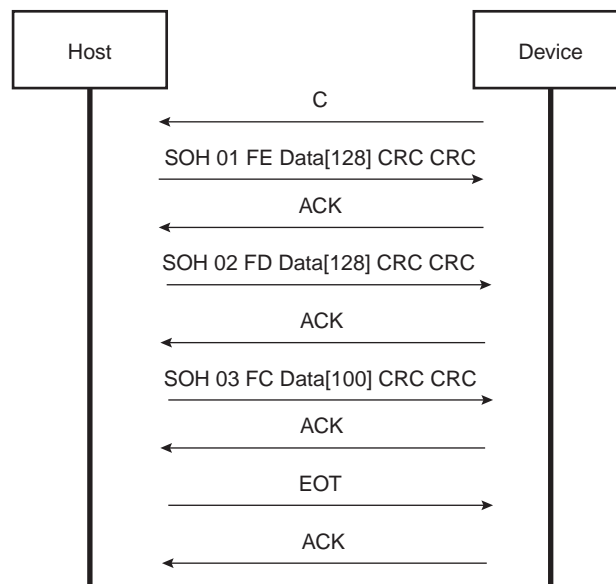 Host
Device
C
SOH 01 FE Data[128] CRC CRC
ACK
SOH 02 FD Data[128] CRC CRC
ACK
SOH 03 FC Data[100] CRC CRC
ACK
EOT
ACK